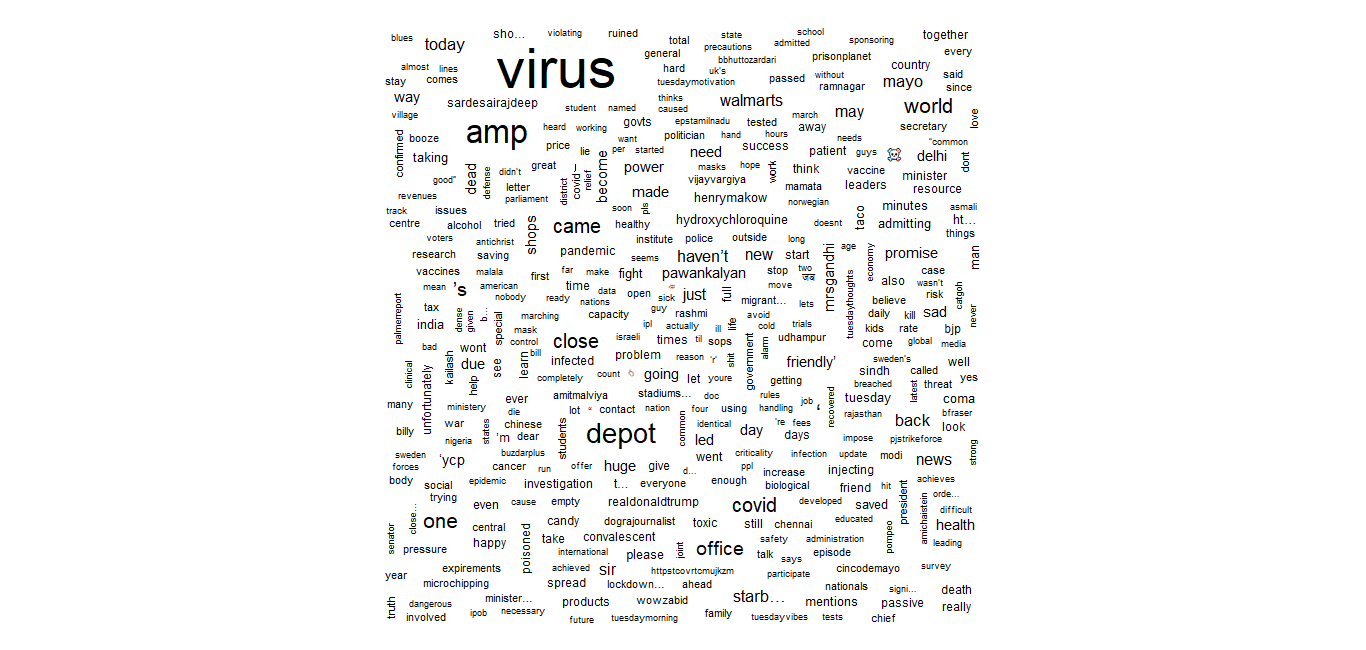 blues today sho… violating ruined total state precautions school admitted sponsoring together
virus general bbhuttozardari prisonplanet every
almost lines hard uk's country said
stay comes tuesdaymotivation passed without ramnagar mayo since
way sardesairajdeep thinks walmarts may world love
village student named caused march
amp heard working govts epstamilnadu tested away secretary
confirmed booze price want politician hand hours needs "common
taking lie per started need success patient guys ☠ delhi dont
dead defense didn't great covid— relief become power masks hope work think vaccine minister
good" letter district made vijayvargiya mamata leaders resource
revenues parliament henrymakow norwegian
track issues soon pls taco minutes asmali
centre alcohol tried shops came healthy hydroxychloroquine doesnt admitting ht…
voters antichrist institute police outside long things
research saving pandemic seems haven’t new start mrsgandhi age economy promise man
vaccines malala first far make fight pawankalyan stop two जब also case
mean ’s american time data open sick just full move tuesdaythoughts wasn't
palmerreport nobody ready nations migrant… lets believe risk catgoh
tax dense given b… special marching capacity guy rashmi life avoid daily kill sad never
india mask ipl actually ill cold trials kids rate bjp
bad wont control close israeli times til sops government alarm udhampur come global media
clinical kailash due see learn bill infected problem reason 'r' shit friendly’ sweden's well
unfortunately help completely count going let youre getting sindh called yes
many ever amitmalviya stadiums… doc rules recovered breached latest threat
ministery die lot contact nation four using handling job ‘ tuesday coma
billy war chinese students depot common identical 're fees rajasthan back bfraser
nigeria states 'm dear led day days impose pjstrikeforce look
sweden ‘ycp buzdarplus went criticality infection update modi news strong
forces cancer run offer huge give d… ppl increase injecting
body social epidemic investigation t… everyone enough biological friend hit president achieves
trying even cause empty realdonaldtrump covid developed saved amichaistein orde…
senator close… one central candy dograjournalist toxic still chennai educated difficult health
happy poisoned take convalescent safety administration pompeo leading
pressure international please joint office talk says episode
year expirements achieved sir httpstcovrtcmujkzm participate cincodemayo survey
microchipping spread lockdown… ahead nationals signi… death
truth dangerous minister… products wowzabid starb… mentions passive really
involved ipob necessary future tuesdaymorning family tuesdayvibes tests chief